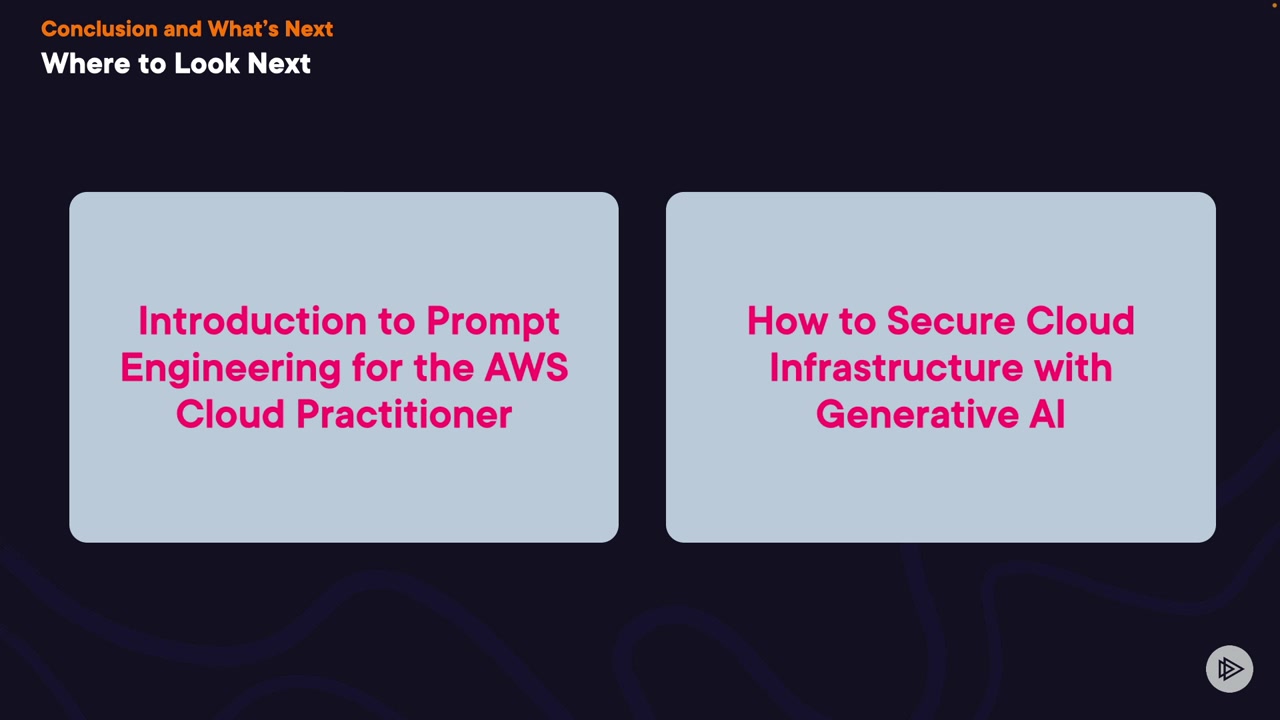 Conclusion and What’s Next
Where to Look Next
Introduction to Prompt
Engineering for the AWS
Cloud Practitioner
How to Secure Cloud
Infrastructure with
Generative AI